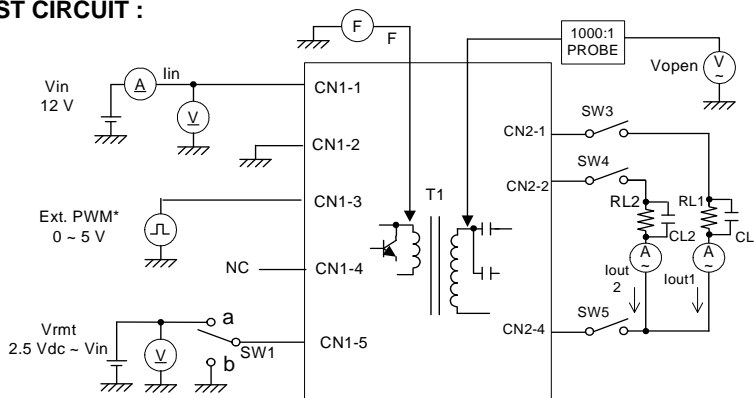 ST CIRCUIT :
F
F
1000:1
PROBE
Vopen
V
~
Vin
12 V
A
Iin
V
CN1-1
CN1-2
CN1-3
CN1-4
CN1-5
Ext. PWM*
0 ~ 5 V
NC
Vrmt
2.5 Vdc ~ Vin
V
a
b
SW1
T1
CN2-1
CN2-2
CN2-4
SW3
SW4
SW5
RL2
CL2
RL1
CL
A
~
A
~
Iout
2
Iout1